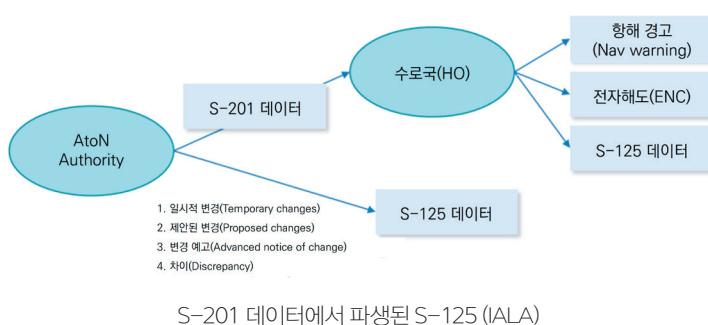 항해 경고
(Nav warning)
수로국(HO)
전자해도(ENC)
S-201 데이터
AtoN
Authority
S-125 데이터
S-125 데이터
1. 일시적 변경(Temporary changes)
2. 제안된 변경(Proposed changes)
3. 변경 예고(Advanced notice of change)
4. 차이(Discrepancy)
S-201 데이터에서 파생된 S-125 (IALA)